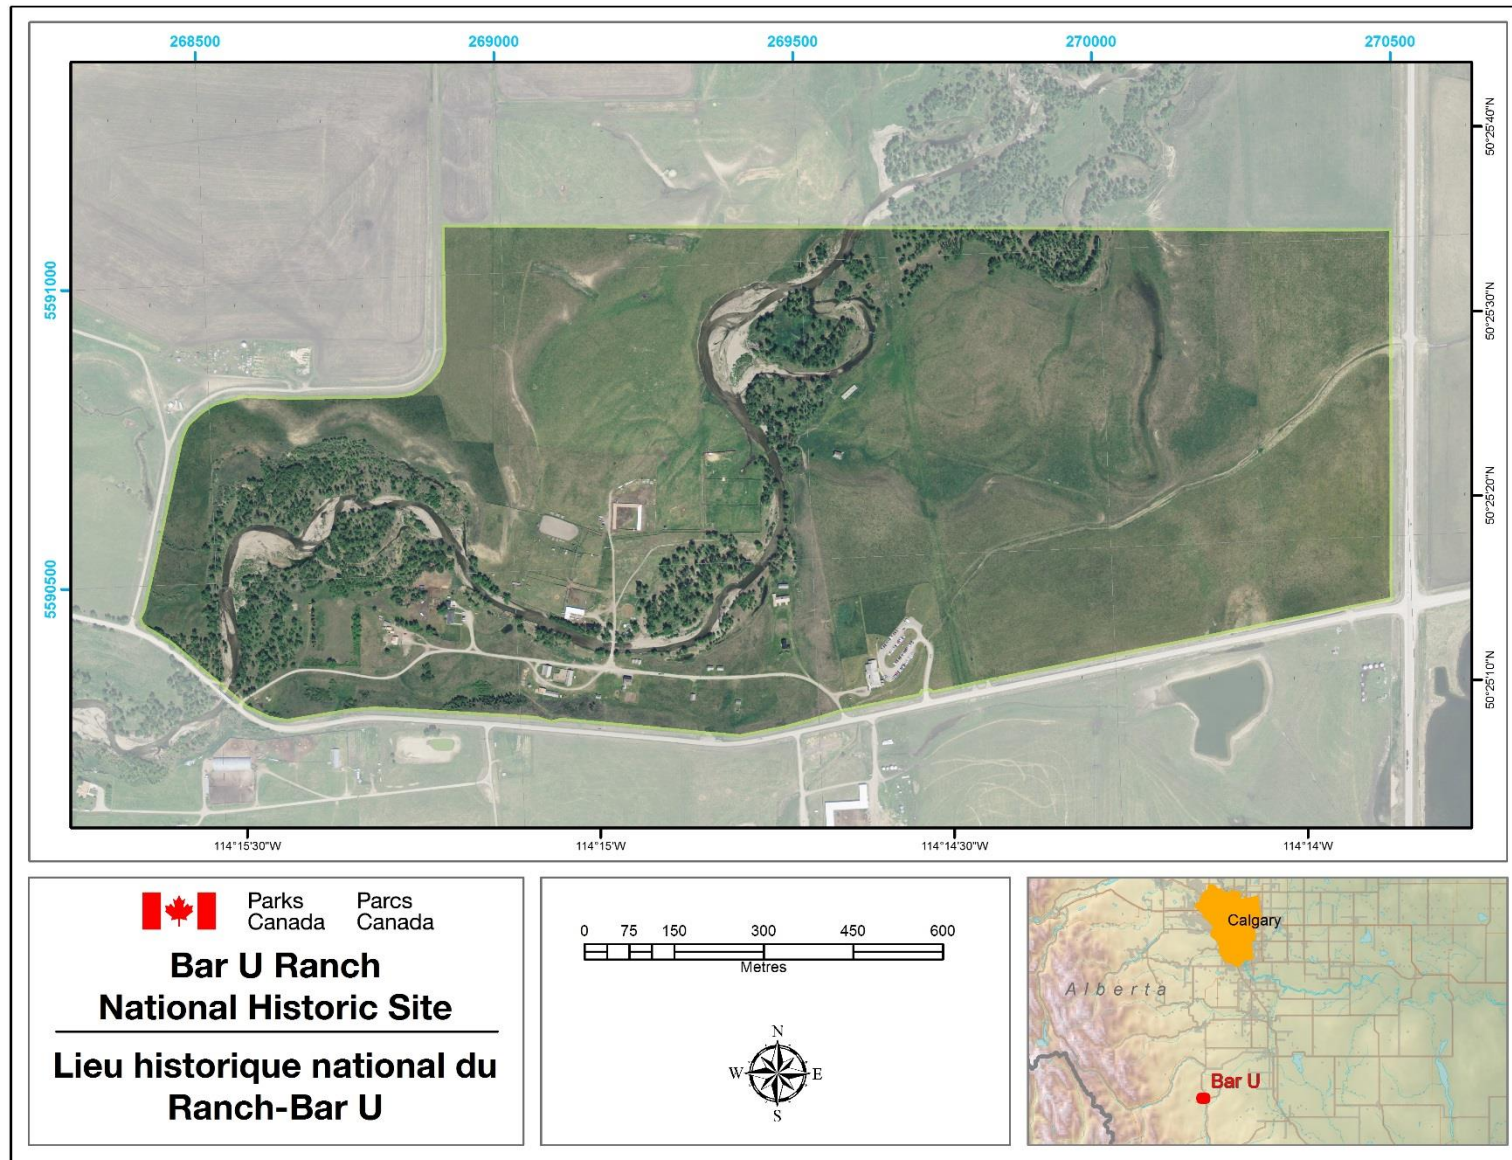 268500 269000 269500 270000 270500
5591000
5590500
50°25'40"N
50°25'30"N
50°25'20"N
50°25'10"N
114°15'30"W 114°15'W 114°14'30"W 114°14'W
Parks Parcs
Canada Canada
Bar U Ranch
National Historic Site
Lieu historique national du
Ranch-Bar U
0 75 150 300 450 600
Metres
N
W E
S
Calgary
Alberta
Bar U